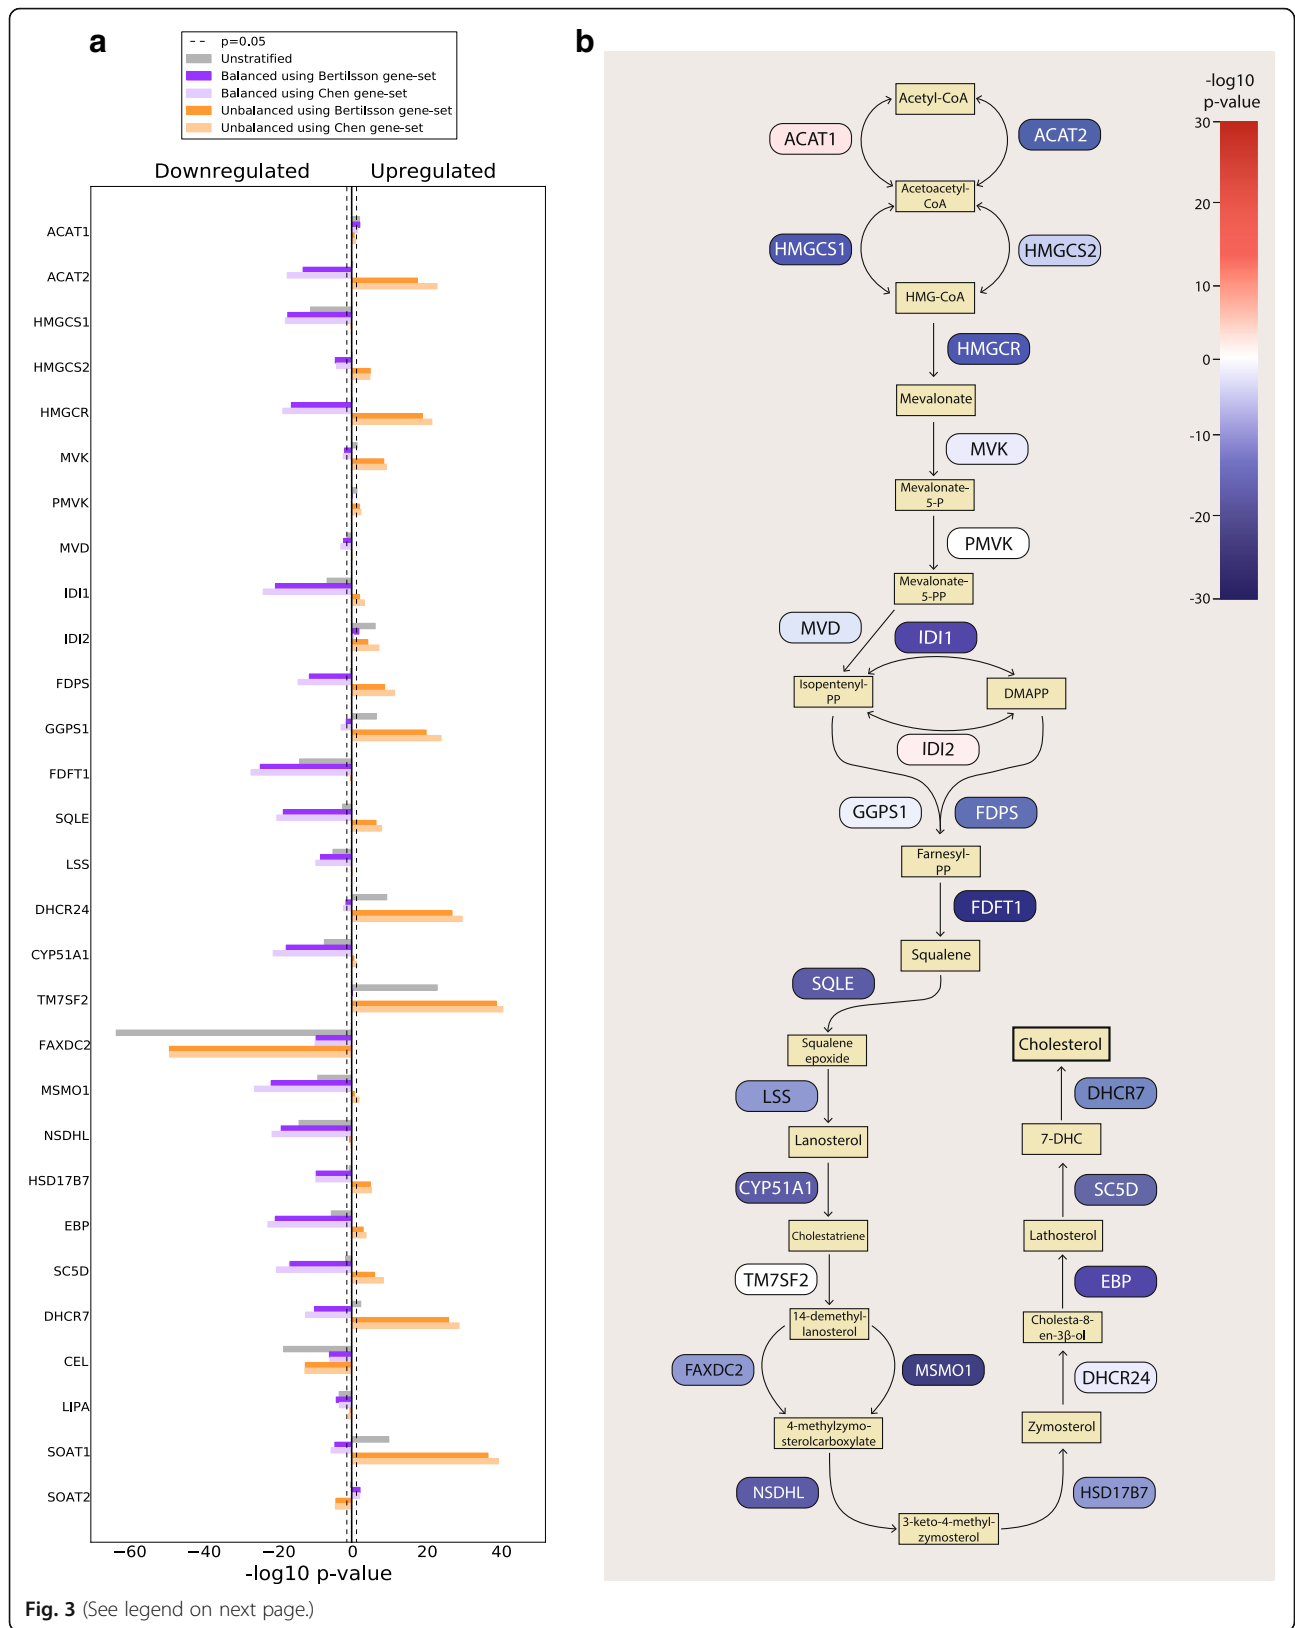 a
p=0.05
Unstratified
Balanced using Bertilsson gene-set
Balanced using Chen gene-set
Unbalanced using Bertilsson gene-set
Unbalanced using Chen gene-set
Downregulated
Upregulated
ACAT1
ACAT2
HMGCS1
HMGCS2
HMGCR
MVK
PMVK
MVD
IDI1
IDI2
FDPS
GGPS1
FDFT1
SQLE
LSS
DHCR24
CYP51A1
TM7SF2
FAXDC2
MSMO1
NSDHL
HSD17B7
EBP
SC5D
DHCR7
CEL
LIPA
SOAT1
SOAT2
−60 −40 −20 0 20 40
-log10 p-value
b
-log10
p-value
30
20
10
0
-10
-20
-30
Acetyl-CoA
ACAT1
ACAT2
Acetoacetyl-
CoA
HMGCS1
HMGCS2
HMG-CoA
HMGCR
Mevalonate
MVK
Mevalonate-
5-P
PMVK
Mevalonate-
5-PP
MVD
IDI1
Isopentenyl-
PP
DMAPP
IDI2
GGPS1
FDPS
Farnesyl-
PP
FDFT1
Squalene
SQLE
Squalene
epoxide
LSS
Lanosterol
CYP51A1
Cholestatriene
TM7SF2
14-demethyl-
lanosterol
FAXDC2
MSMO1
4-methylzymo-
sterolcarboxylate
NSDHL
3-keto-4-methyl-
zymosterol
HSD17B7
Zymosterol
DHCR24
Cholesta-8-
en-3β-ol
EBP
Lathosterol
SC5D
7-DHC
DHCR7
Cholesterol
Fig. 3 (See legend on next page.)